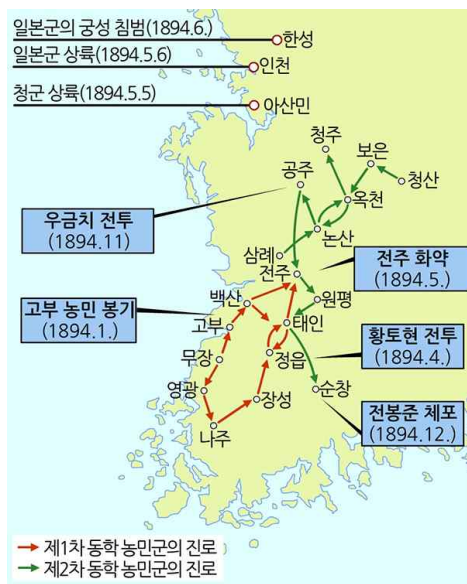 일본군의 궁성 침범(1894.6.)
한성
일본군 상륙(1894.5.6)
인천
청군 상륙(1894.5.5)
아산민
청주
보은
공주
청산
옥천
우금치 전투
(1894.11)
논산
삼례
전주
전주 화약
(1894.5.)
백산
원평
고부 농민 봉기
(1894.1.)
고부
태인
황토현 전투
(1894.4.)
무장
정읍
영광
장성
순창
전봉준 체포
(1894.12.)
나주
제1차 동학 농민군의 진로
제2차 동학 농민군의 진로